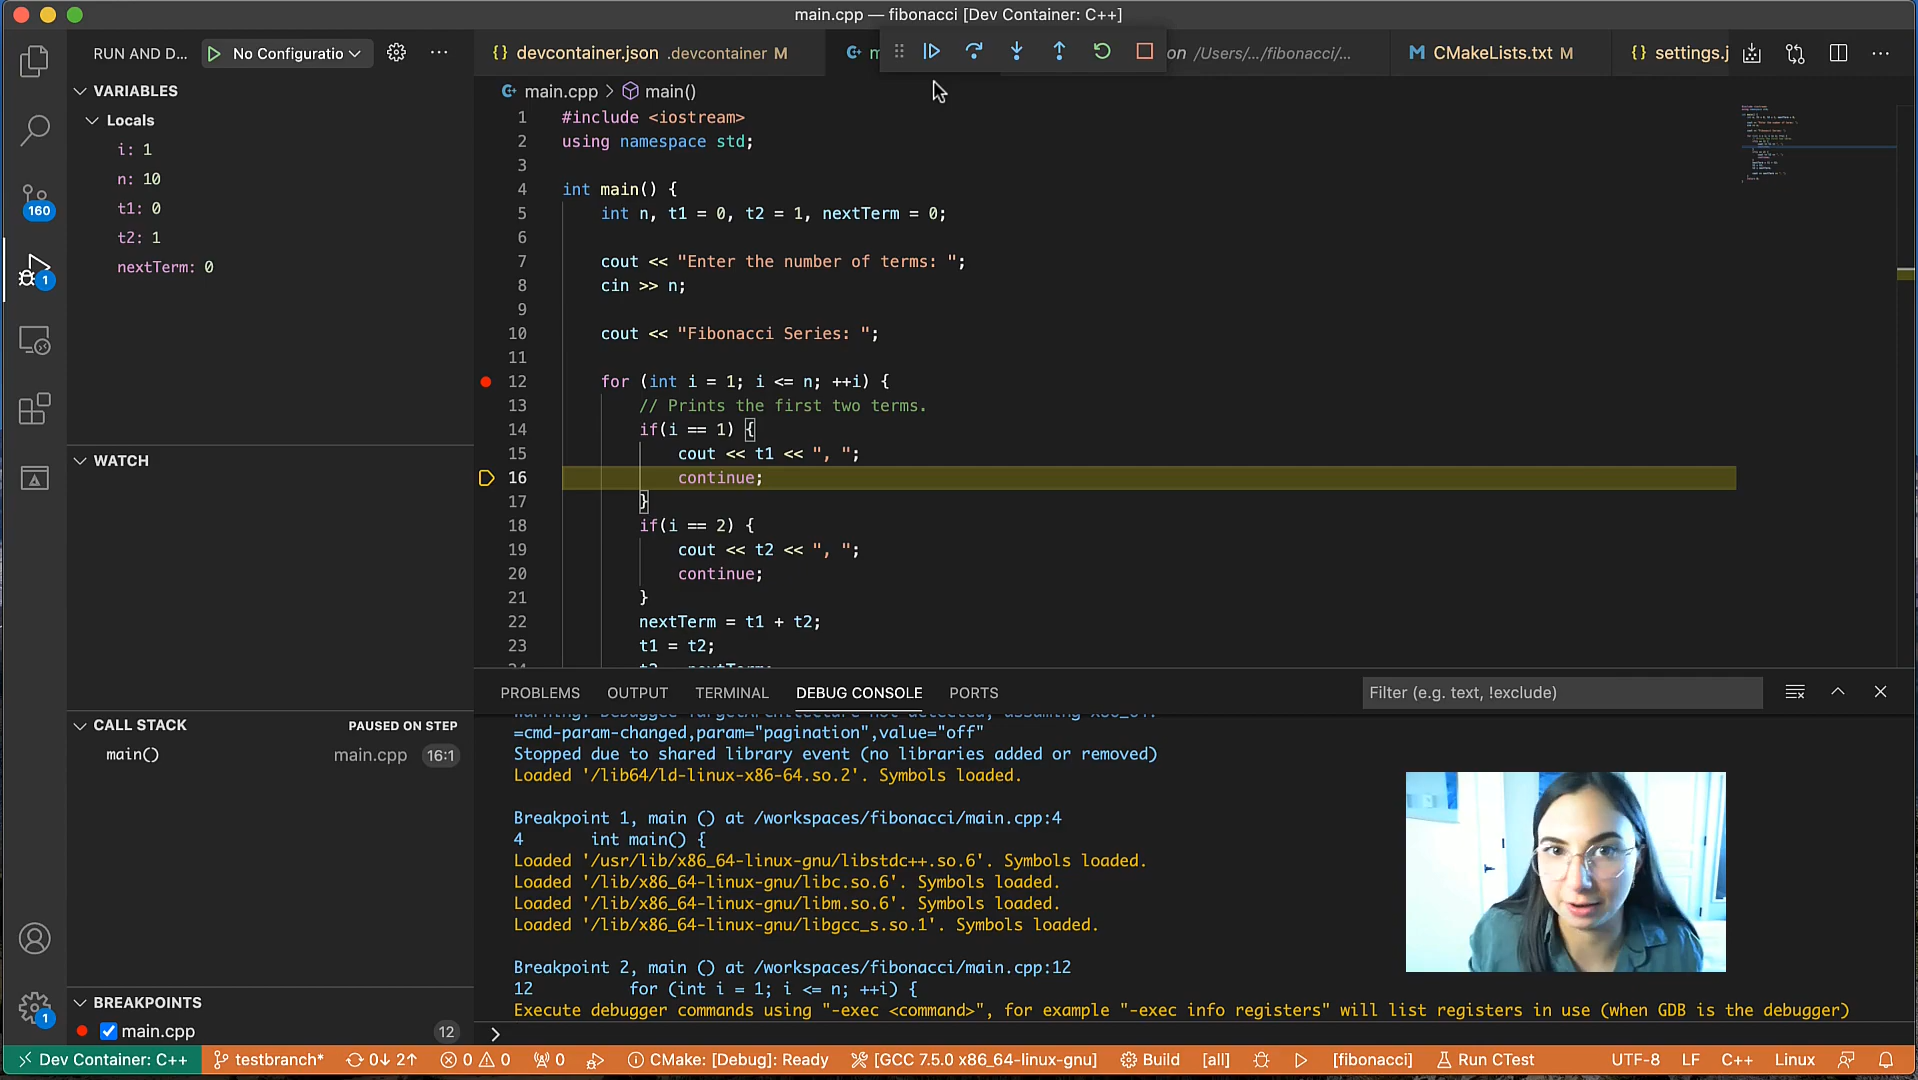 main.cpp — fibonacci [Dev Container: C++]
RUN AND D... No Configuratio
devcontainer.json .devcontainer M
/Users/.../fibonacci/...
CMakeLists.txt M
settings.j
VARIABLES
Locals
i: 1
n: 10
t1: 0
t2: 1
nextTerm: 0
WATCH
CALL STACK PAUSED ON STEP
main() main.cpp 16:1
BREAKPOINTS
main.cpp 12
160
1
1
main.cpp > main()
1 #include <iostream>
2 using namespace std;
3
4 int main() {
5 int n, t1 = 0, t2 = 1, nextTerm = 0;
6
7 cout << "Enter the number of terms: ";
8 cin >> n;
9
10 cout << "Fibonacci Series: ";
11
12 for (int i = 1; i <= n; ++i) {
13 // Prints the first two terms.
14 if(i == 1) {
15 cout << t1 << ", ";
16 continue;
17 }
18 if(i == 2) {
19 cout << t2 << ", ";
20 continue;
21 }
22 nextTerm = t1 + t2;
23 t1 = t2;
PROBLEMS OUTPUT TERMINAL DEBUG CONSOLE PORTS Filter (e.g. text, !exclude)
=cmd-param-changed,param="pagination",value="off"
Stopped due to shared library event (no libraries added or removed)
Loaded '/lib64/ld-linux-x86-64.so.2'. Symbols loaded.
Breakpoint 1, main () at /workspaces/fibonacci/main.cpp:4
4 int main() {
Loaded '/usr/lib/x86_64-linux-gnu/libstdc++.so.6'. Symbols loaded.
Loaded '/lib/x86_64-linux-gnu/libc.so.6'. Symbols loaded.
Loaded '/lib/x86_64-linux-gnu/libm.so.6'. Symbols loaded.
Loaded '/lib/x86_64-linux-gnu/libgcc_s.so.1'. Symbols loaded.
Breakpoint 2, main () at /workspaces/fibonacci/main.cpp:12
12 for (int i = 1; i <= n; ++i) {
Execute debugger commands using "-exec <command>", for example "-exec info registers" will list registers in use (when GDB is the debugger)
>
Dev Container: C++ testbranch* 0↓ 2↑ 0 0 0 CMake: [Debug]: Ready [GCC 7.5.0 x86_64-linux-gnu] Build [all] [fibonacci] Run CTest UTF-8 LF C++ Linux